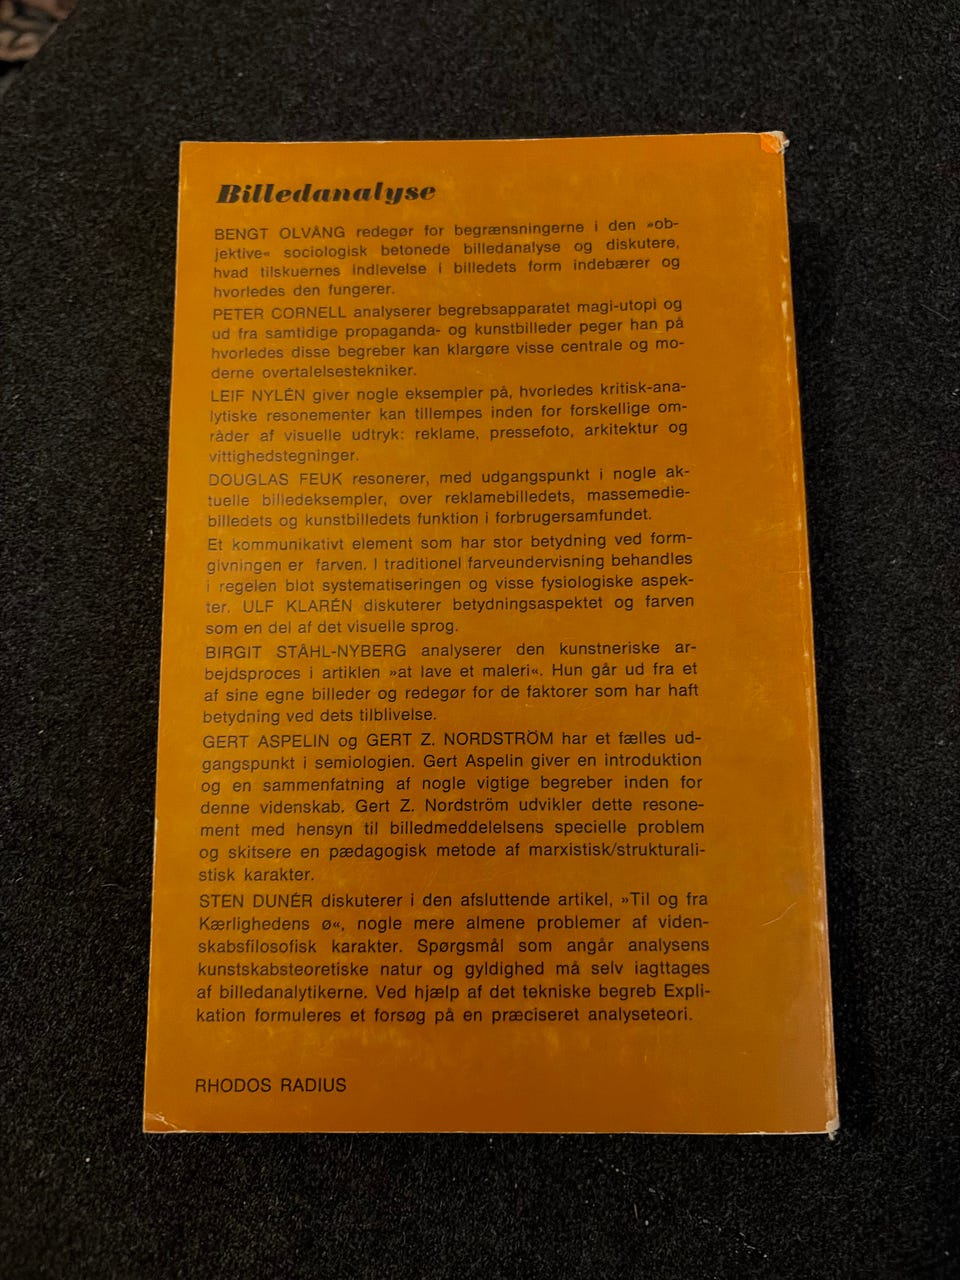 Billedanalyse
BENGT OLVÅNG redegør for begrænsningerne i den »ob-
jektive« sociologisk betonede billedanalyse og diskutere,
hvad tilskuernes indlevelse i billedets form indebærer og
hvorledes den fungerer.
PETER CORNELL analyserer begrebsapparatet magi-utopi og
ud fra samtidige propaganda- og kunstbilleder peger han på
hvorledes disse begreber kan klargøre visse centrale og mo-
derne overtalelsestekniker.
LEIF NYLÉN giver nogle eksempler på, hvorledes kritisk-ana-
lytiske resonementer kan tillempes inden for forskellige om-
råder af visuelle udtryk: reklame, pressefoto, arkitektur og
vittighedstegninger.
DOUGLAS FEUK resonerer, med udgangspunkt i nogle ak-
tuelle billedeksempler, over reklamebilledets, massemedie-
billedets og kunstbilledets funktion i forbrugersamfundet.
Et kommunikativt element som har stor betydning ved form-
givningen er farven. I traditionel farveundervisning behandles
i regelen blot systematiseringen og visse fysiologiske aspek-
ter. ULF KLARÉN diskuterer betydningsaspektet og farven
som en del af det visuelle sprog.
BIRGIT STÅHL-NYBERG analyserer den kunstneriske ar-
bejdsproces i artiklen »at lave et maleri«. Hun går ud fra et
af sine egne billeder og redegør for de faktorer som har haft
betydning ved dets tilblivelse.
GERT ASPELIN og GERT Z. NORDSTRÖM har et fælles ud-
gangspunkt i semiologien. Gert Aspelin giver en introduktion
og en sammenfatning af nogle vigtige begreber inden for
denne videnskab. Gert Z. Nordström udvikler dette resone-
ment med hensyn til billedmeddelelsens specielle problem
og skitsere en pædagogisk metode af marxistisk/strukturali-
stisk karakter.
STEN DUNÉR diskuterer i den afsluttende artikel, »Til og fra
Kærlighedens ø«, nogle mere almene problemer af viden-
skabsfilosofisk karakter. Spørgsmål som angår analysens
kunstskabsteoretiske natur og gyldighed må selv iagttages
af billedanalytikerne. Ved hjælp af det tekniske begreb Expli-
kation formuleres et forsøg på en præciseret analyseteori.
RHODOS RADIUS